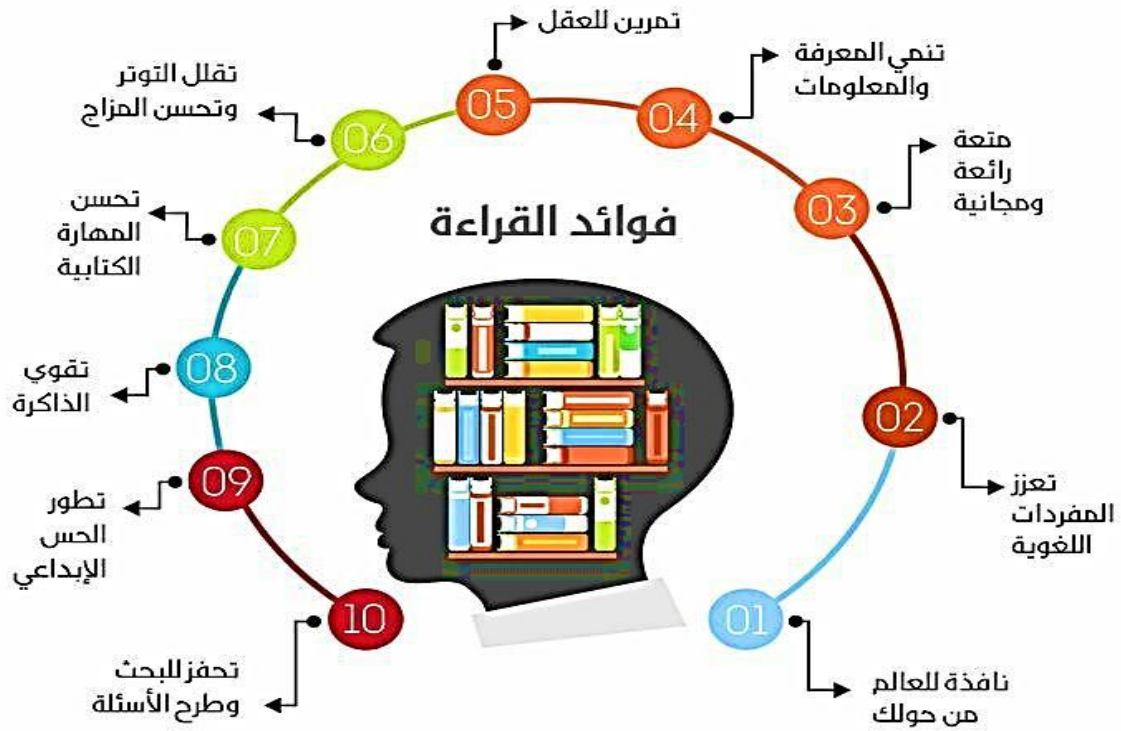 فوائد القراءة
01
نافذة للعالم
من حولك
02
تعزز
المفردات
اللغوية
03
متعة
رائعة
ومجانية
04
تنمي المعرفة
والمعلومات
05
تمرين للعقل
06
تقلل التوتر
وتحسن المزاج
07
تحسن
المهارة
الكتابية
08
تقوي
الذاكرة
09
تطور
الحس
الإبداعي
10
تحفز للبحث
وطرح الأسئلة